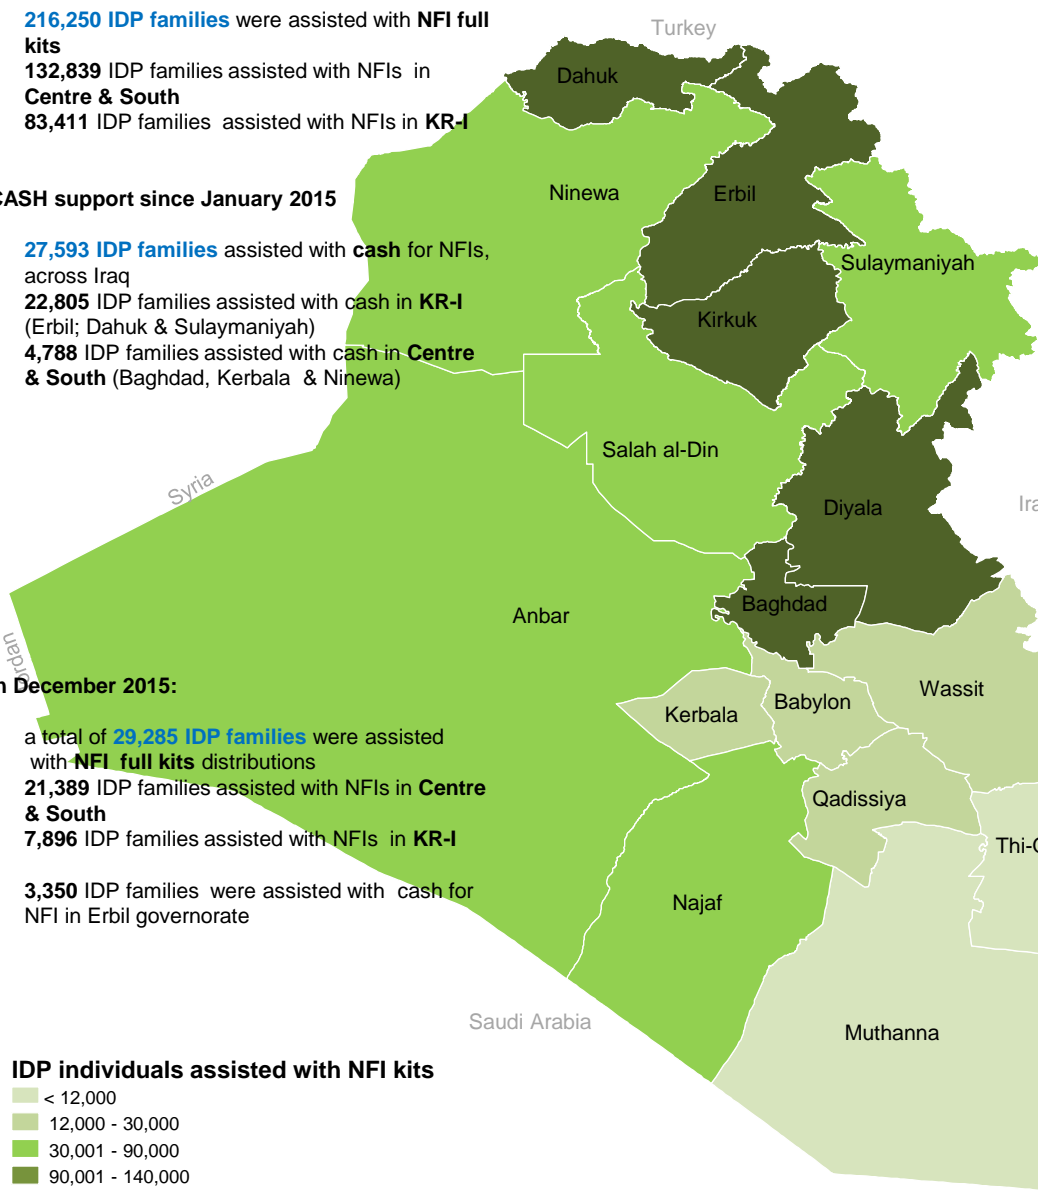 216,250 IDP families were assisted with NFI full
kits
132,839 IDP families assisted with NFIs in
Centre & South
83,411 IDP families assisted with NFIs in KR-I
CASH support since January 2015
27,593 IDP families assisted with cash for NFIs,
across Iraq
22,805 IDP families assisted with cash in KR-I
(Erbil; Dahuk & Sulaymaniyah)
4,788 IDP families assisted with cash in Centre
& South (Baghdad, Kerbala & Ninewa)
Turkey
Dahuk
Ninewa
Erbil
Sulaymaniyah
Kirkuk
Salah al-Din
Syria
Diyala
Ira
Baghdad
Anbar
Jordan
Wassit
Babylon
Kerbala
Qadissiya
Thi-
Najaf
Muthanna
Saudi Arabia
n December 2015:
a total of 29,285 IDP families were assisted
with NFI full kits distributions
21,389 IDP families assisted with NFIs in Centre
& South
7,896 IDP families assisted with NFIs in KR-I
3,350 IDP families were assisted with cash for
NFI in Erbil governorate
IDP individuals assisted with NFI kits
< 12,000
12,000 - 30,000
30,001 - 90,000
90,001 - 140,000